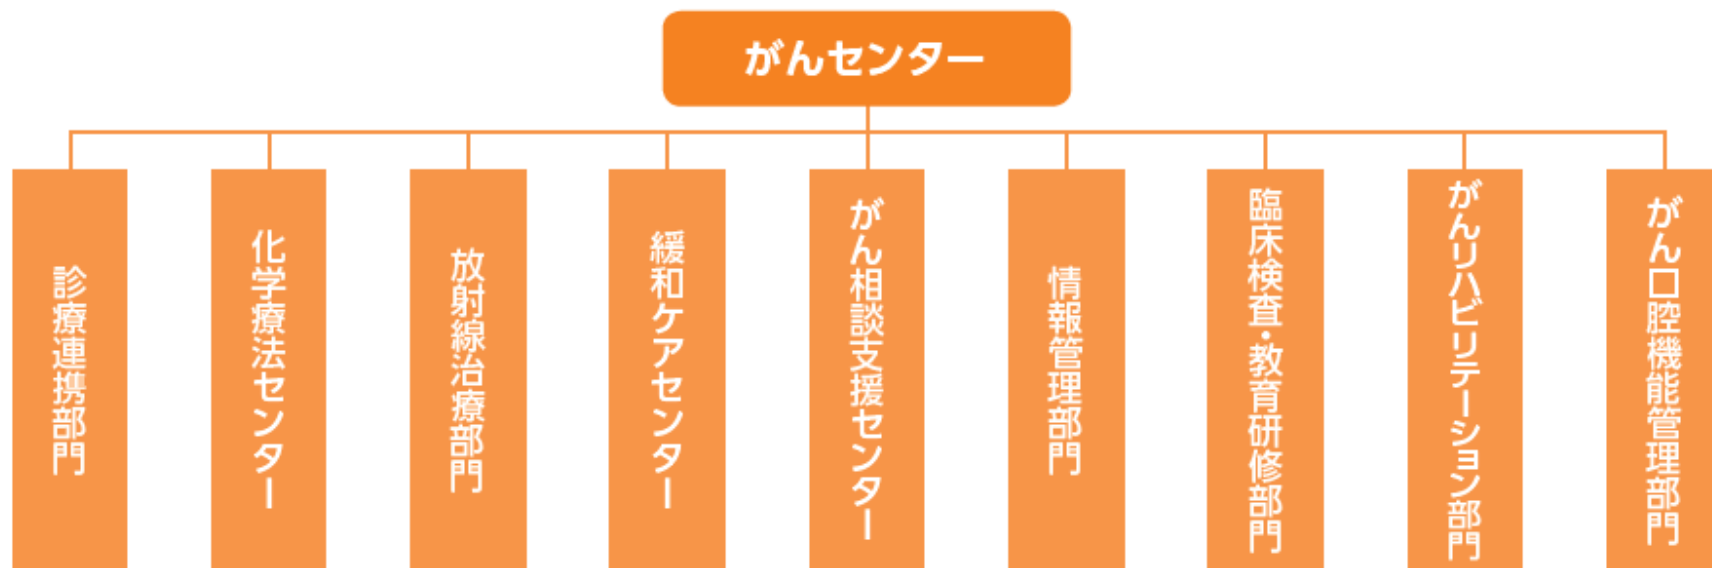 がんセンター
診療連携部門
化学療法センター
放射線治療部門
緩和ケアセンター
がん相談支援センター
情報管理部門
臨床検査・教育研修部門
がんリハビリテーション部門
がん口腔機能管理部門